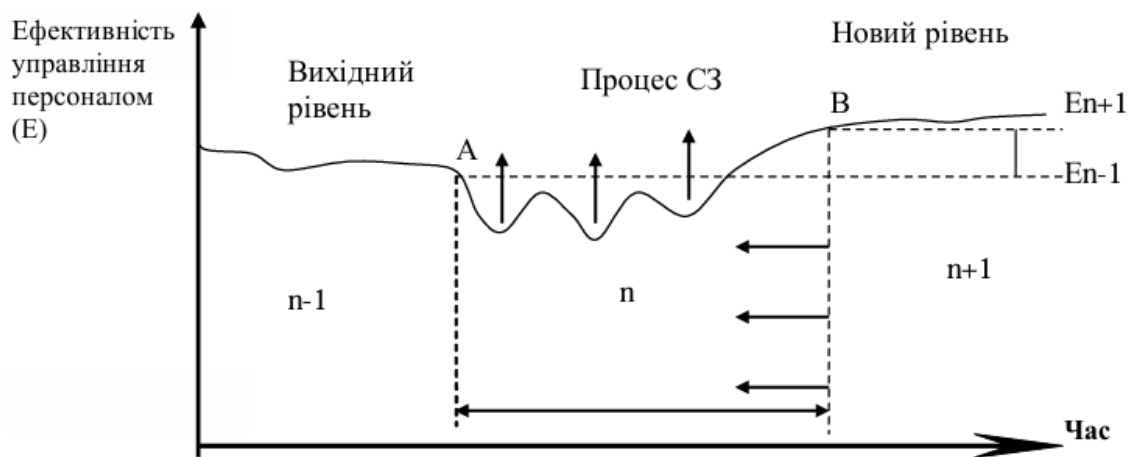 Ефективність
управління
персоналом
(Е)
Вихідний
рівень
Процес СЗ
Новий рівень
А
В
En+1
En-1
n-1
n
n+1
Час